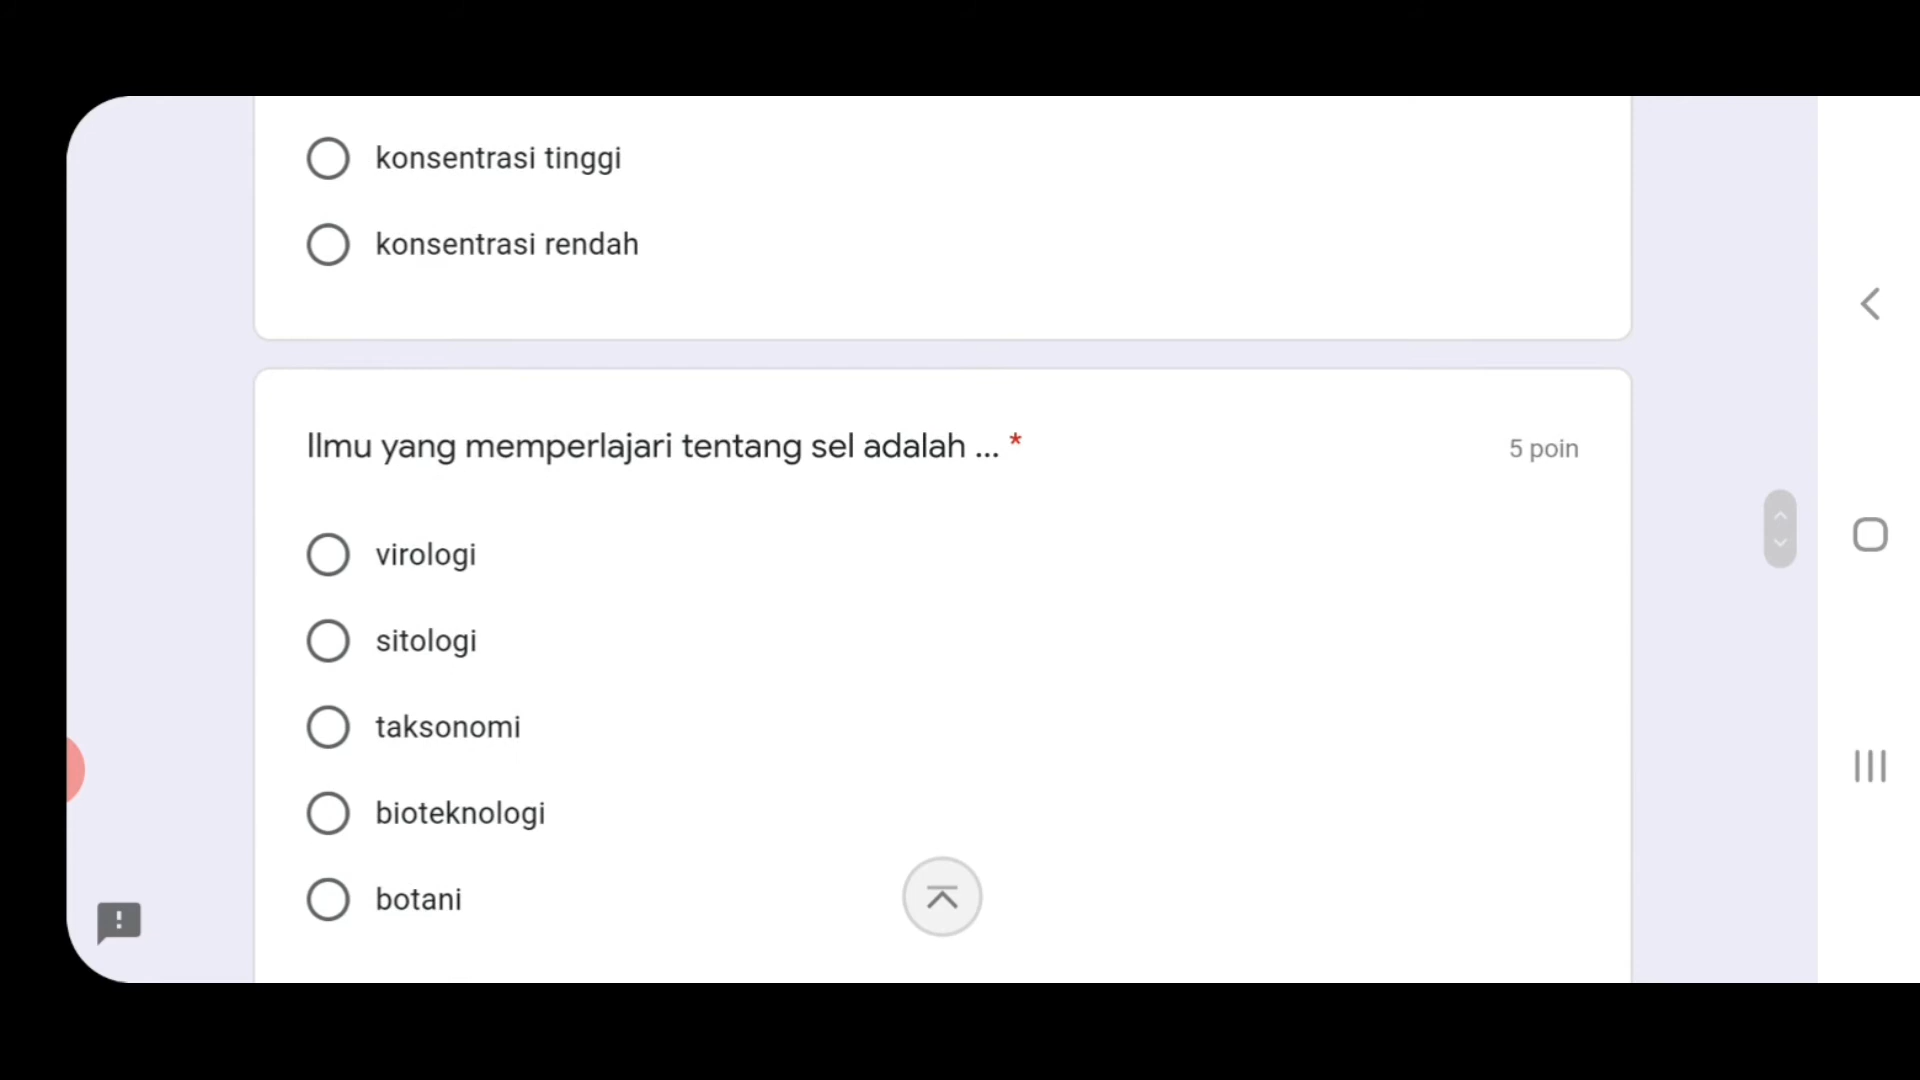 konsentrasi tinggi
konsentrasi rendah
Ilmu yang memperlajari tentang sel adalah ... *
5 poin
virologi
sitologi
taksonomi
bioteknologi
botani